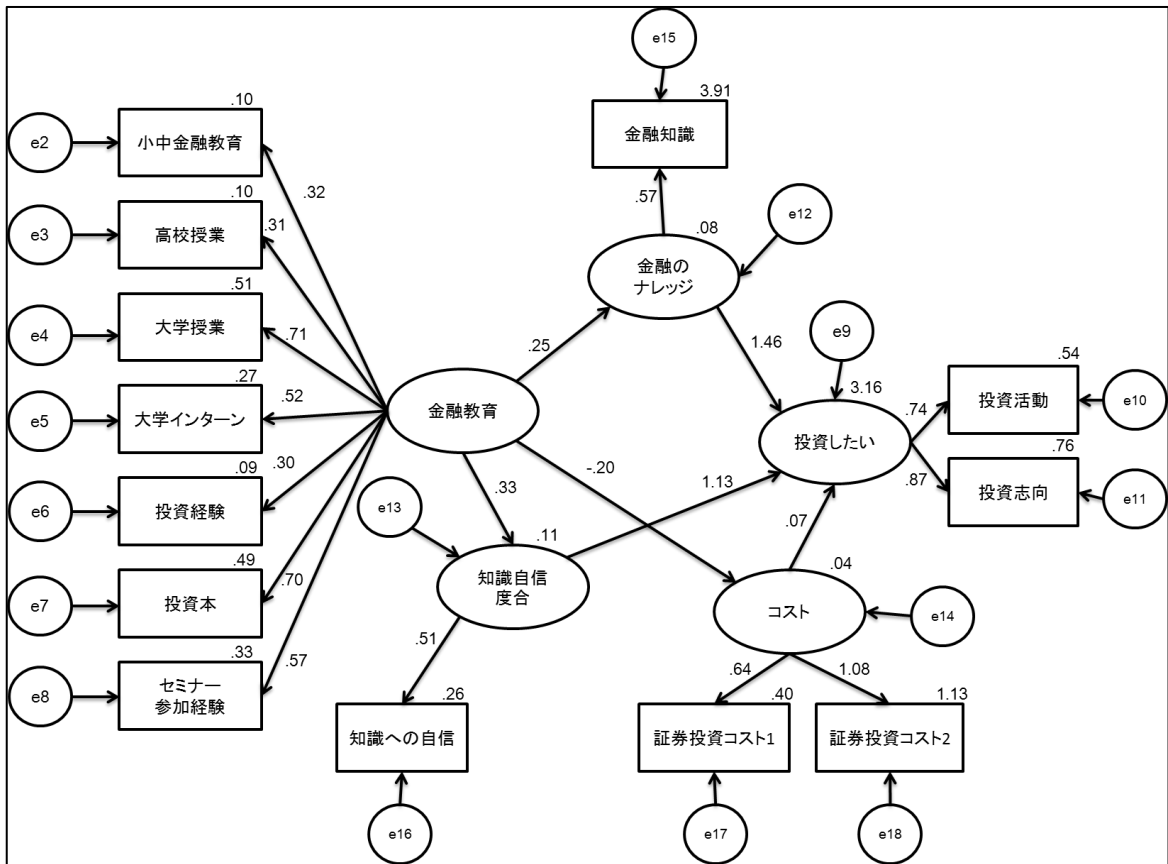 e15
3.91
金融知識
.57
e2
.10
小中金融教育
.32
e3
.10
高校授業
.31
e12
.08
金融の
ナレッジ
e4
.51
大学授業
.71
.25
1.46
e9
3.16
投資したい
e5
.27
大学インターン
.52
金融教育
.74
.54
投資活動
e10
.87
.76
投資志向
e11
e6
.09
投資経験
.30
.33
-.20
1.13
e13
.11
知識自信
度合
.07
.04
コスト
e14
e7
.49
投資本
.70
e8
.33
セミナー
参加経験
.57
.51
.26
知識への自信
e16
.64
.40
証券投資コスト1
e17
1.08
1.13
証券投資コスト2
e18